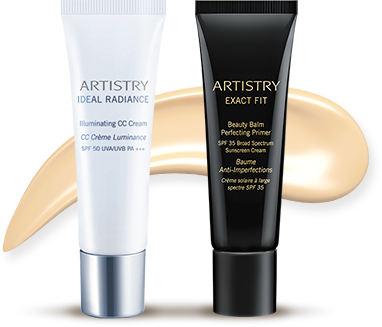 ARTISTRY
IDEAL RADIANCE
Illuminating CC Cream
CC Crème Luminance
SPF 50 UVA/UVB PA +++
ARTISTRY
EXACT FIT
Beauty Balm
Perfecting Primer
SPF 35 Broad Spectrum
Sunscreen Cream
Baume
Anti-Imperfections
Crème solaire à large
spectre SPF 35